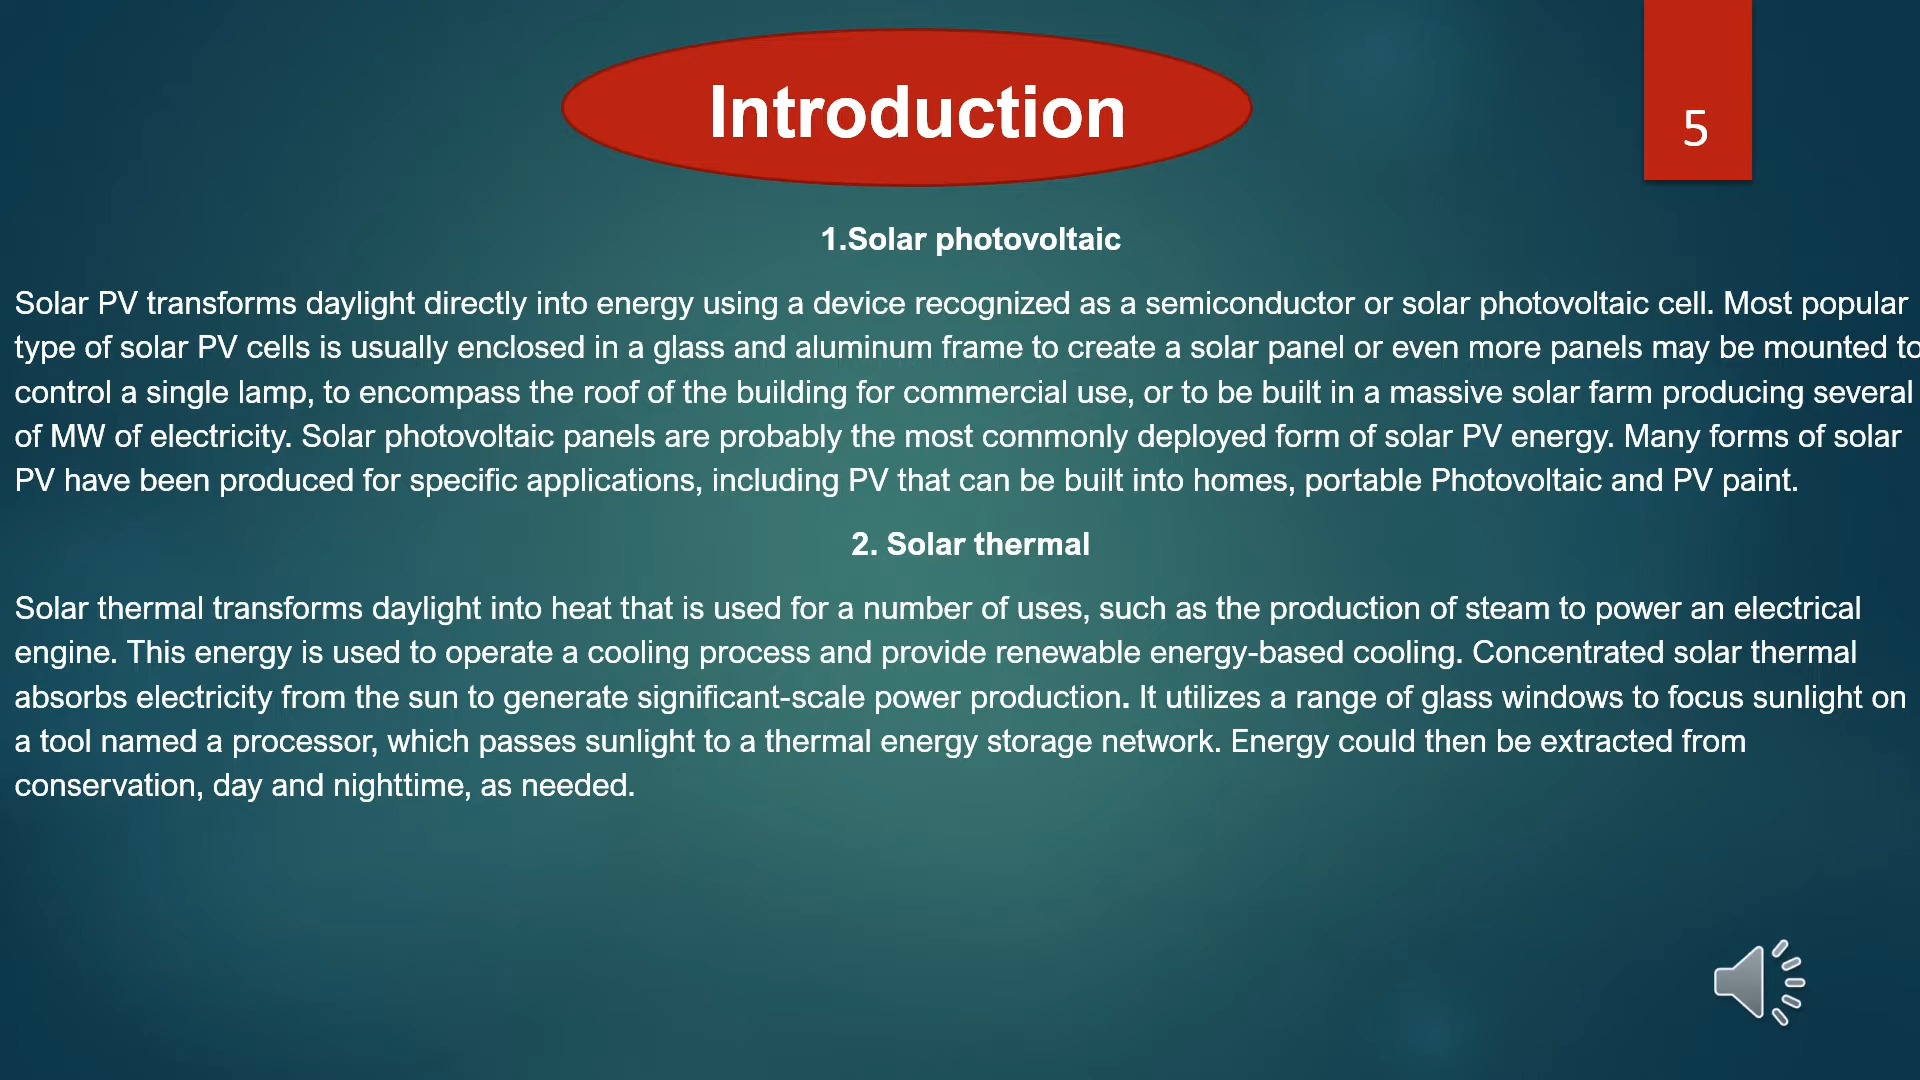 Introduction
5
1.Solar photovoltaic
Solar PV transforms daylight directly into energy using a device recognized as a semiconductor or solar photovoltaic cell. Most popular
type of solar PV cells is usually enclosed in a glass and aluminum frame to create a solar panel or even more panels may be mounted to
control a single lamp, to encompass the roof of the building for commercial use, or to be built in a massive solar farm producing several
of MW of electricity. Solar photovoltaic panels are probably the most commonly deployed form of solar PV energy. Many forms of solar
PV have been produced for specific applications, including PV that can be built into homes, portable Photovoltaic and PV paint.
2. Solar thermal
Solar thermal transforms daylight into heat that is used for a number of uses, such as the production of steam to power an electrical
engine. This energy is used to operate a cooling process and provide renewable energy-based cooling. Concentrated solar thermal
absorbs electricity from the sun to generate significant-scale power production. It utilizes a range of glass windows to focus sunlight on
a tool named a processor, which passes sunlight to a thermal energy storage network. Energy could then be extracted from
conservation, day and nighttime, as needed.